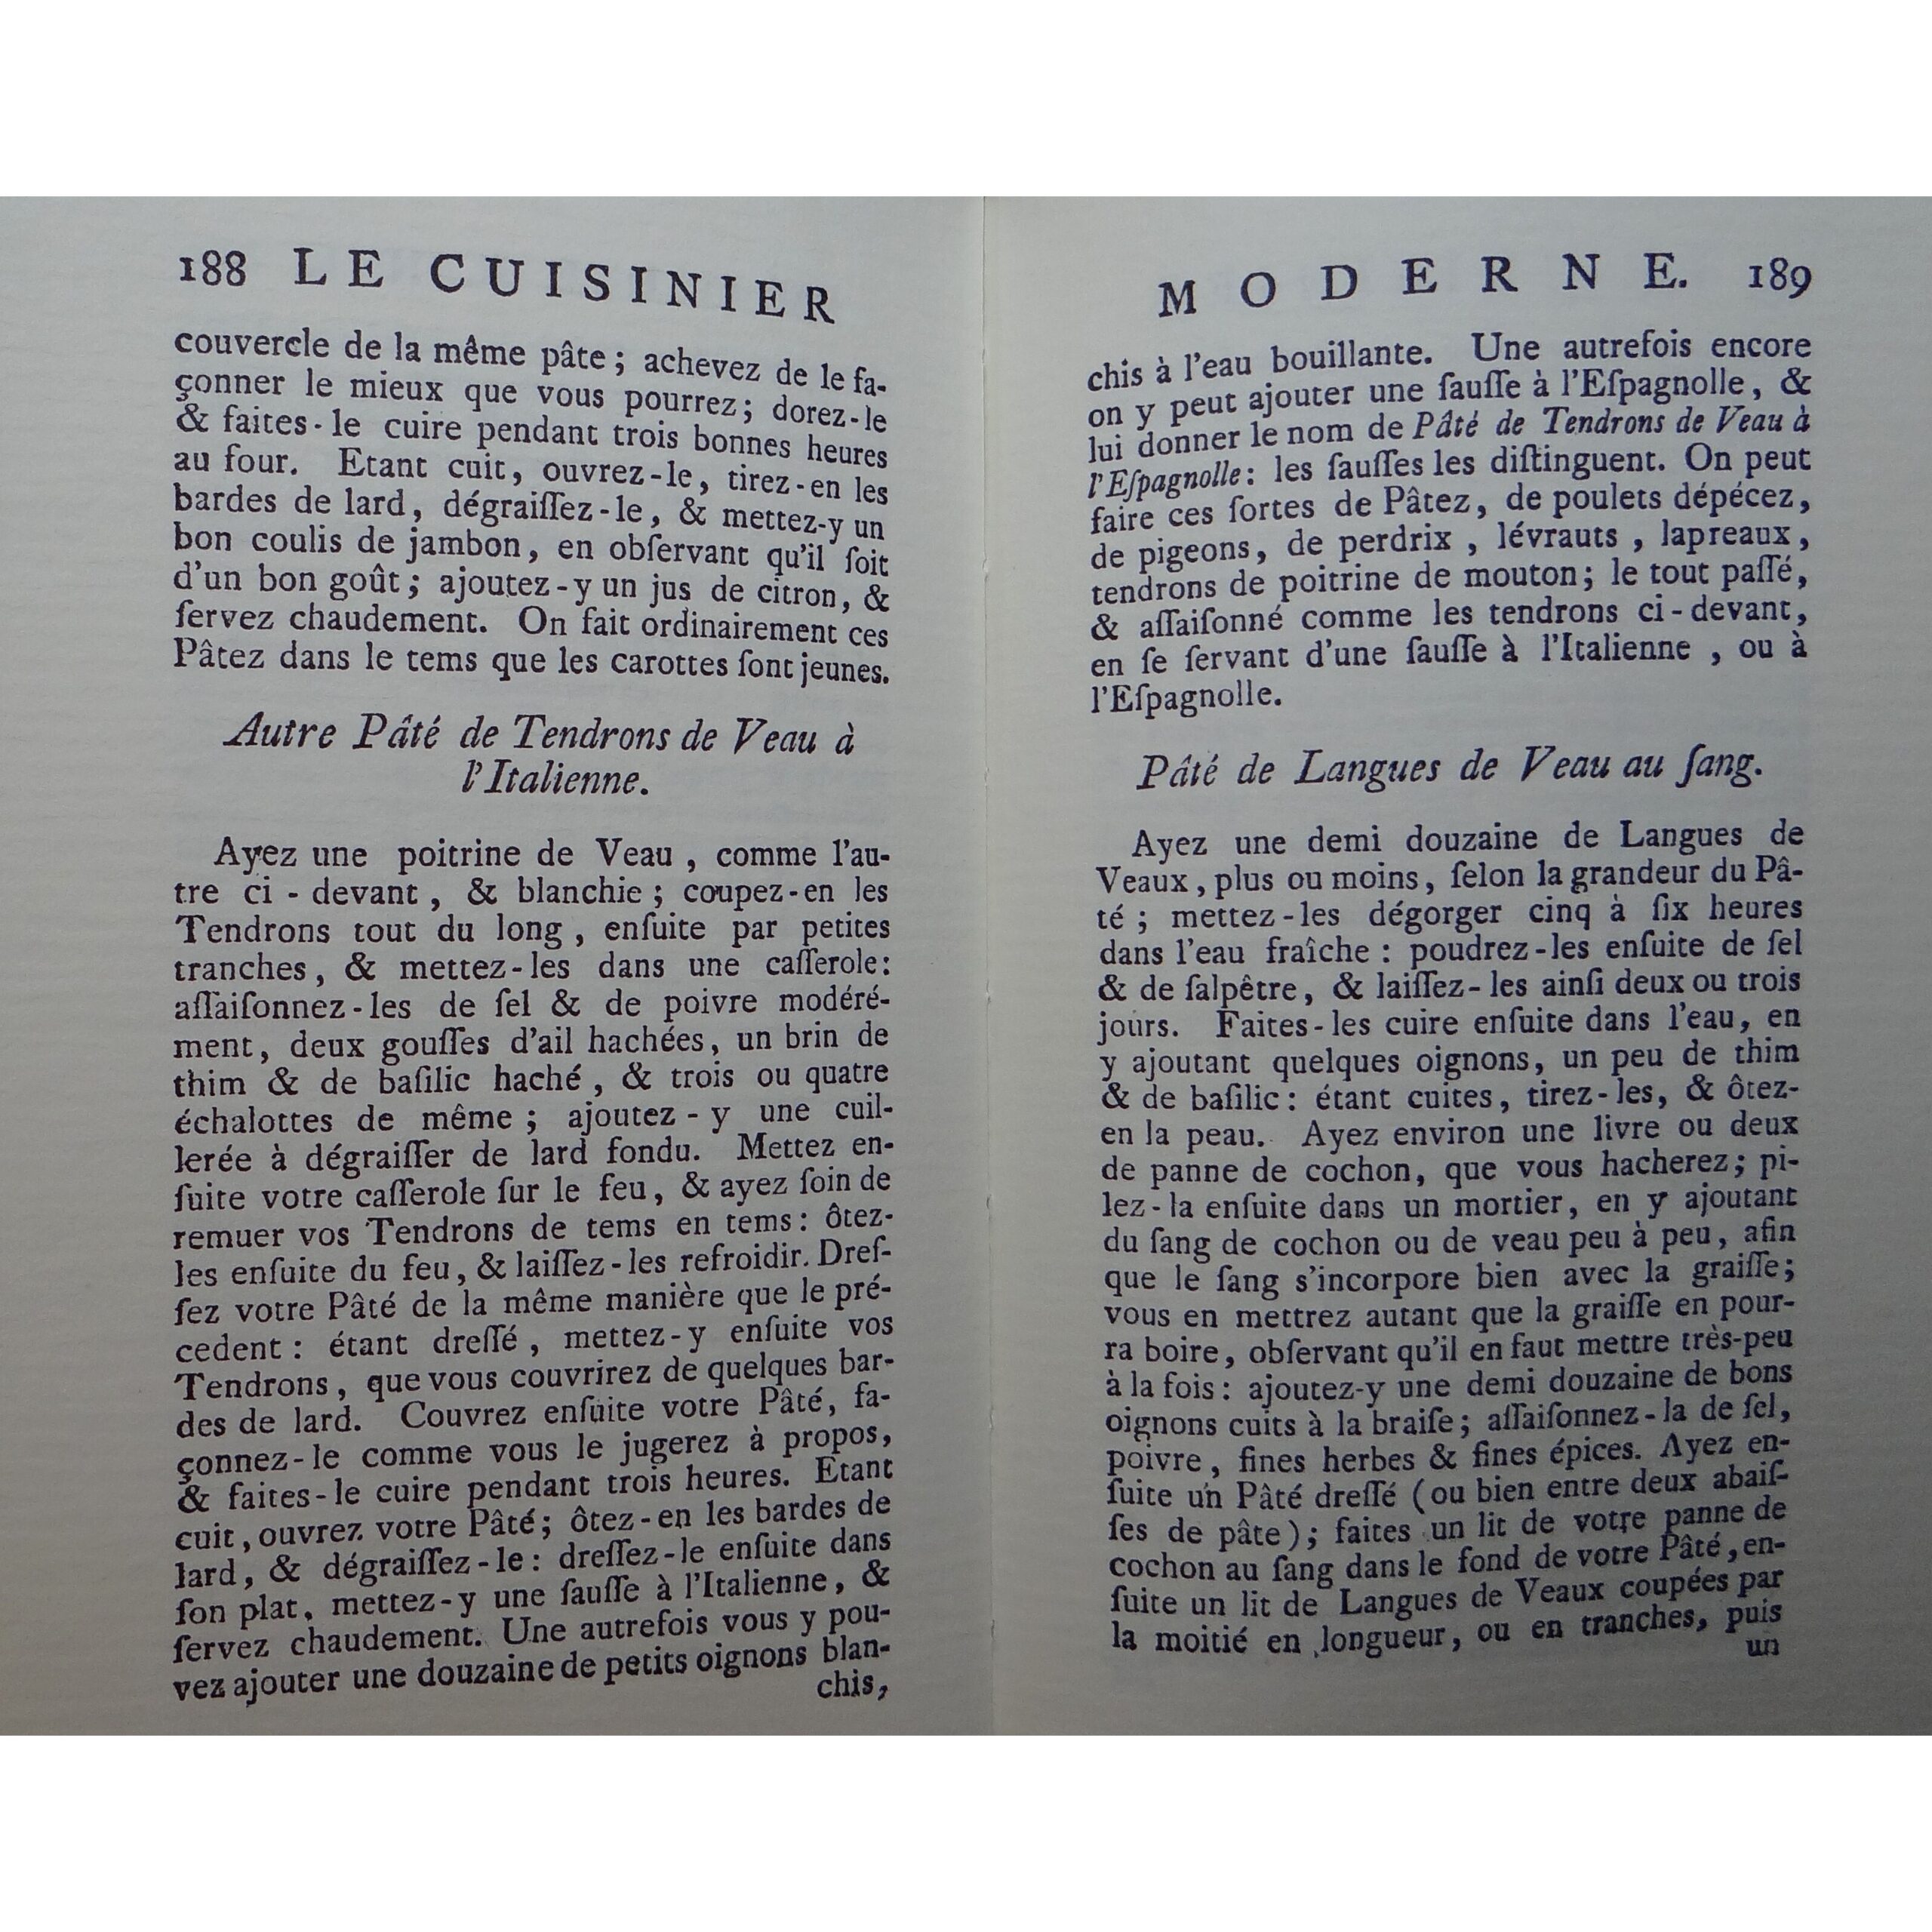 188 LE CUISINIER
couvercle de la même pâte ; achevez de le fa-
çonner le mieux que vous pourrez ; dorez-le
& faites-le cuire pendant trois bonnes heures
au four. Etant cuit, ouvrez-le, tirez-en les
bardes de lard, dégraiſſez-le, & mettez-y un
bon coulis de jambon, en obſervant qu'il ſoit
d'un bon goût ; ajoutez-y un jus de citron, &
ſervez chaudement. On fait ordinairement ces
Pâtez dans le tems que les carottes ſont jeunes.
Autre Pâté de Tendrons de Veau à
l'Italienne.
Ayez une poitrine de Veau, comme l'au-
tre ci-devant, & blanchie ; coupez-en les
Tendrons tout du long, enſuite par petites
tranches, & mettez-les dans une caſſerole:
aſſaiſonnez-les de ſel & de poivre modéré-
ment, deux gouſſes d'ail hachées, un brin de
thim & de baſilic haché, & trois ou quatre
échalottes de même ; ajoutez-y une cuil-
lerée à dégraiſſer de lard fondu. Mettez en-
ſuite votre caſſerole ſur le feu, & ayez ſoin de
remuer vos Tendrons de tems en tems: ôtez-
les enſuite du feu, & laiſſez-les refroidir. Dreſ-
ſez votre Pâté de la même manière que le pré-
cedent : étant dreſſé, mettez-y enſuite vos
Tendrons, que vous couvrirez de quelques bar-
des de lard. Couvrez enſuite votre Pâté, fa-
çonnez-le comme vous le jugerez à propos,
& faites-le cuire pendant trois heures. Etant
cuit, ouvrez votre Pâté; ôtez-en les bardes de
lard, & dégraiſſez-le: dreſſez-le enſuite dans
ſon plat, mettez-y une ſauſſe à l'Italienne, &
ſervez chaudement. Une autrefois vous y pou-
vez ajouter une douzaine de petits oignons blan-
chis,
MODERNE. 189
chis à l'eau bouillante. Une autrefois encore
on y peut ajouter une ſauſſe à l'Eſpagnolle, &
lui donner le nom de Pâté de Tendrons de Veau à
l'Eſpagnolle: les ſauſſes les diſtinguent. On peut
faire ces ſortes de Pâtez, de poulets dépécez,
de pigeons, de perdrix, lévrauts, lapreaux,
tendrons de poitrine de mouton; le tout paſſé,
& aſſaiſonné comme les tendrons ci-devant,
en ſe ſervant d'une ſauſſe à l'Italienne, ou à
l'Eſpagnolle.
Pâté de Langues de Veau au ſang.
Ayez une demi douzaine de Langues de
Veaux, plus ou moins, ſelon la grandeur du Pâ-
té ; mettez-les dégorger cinq à ſix heures
dans l'eau fraîche : poudrez-les enſuite de ſel
& de ſalpêtre, & laiſſez-les ainſi deux ou trois
jours. Faites-les cuire enſuite dans l'eau, en
y ajoutant quelques oignons, un peu de thim
& de baſilic: étant cuites, tirez-les, & ôtez-
en la peau. Ayez environ une livre ou deux
de panne de cochon, que vous hacherez; pi-
lez-la enſuite dans un mortier, en y ajoutant
du ſang de cochon ou de veau peu à peu, afin
que le ſang s'incorpore bien avec la graiſſe;
vous en mettrez autant que la graiſſe en pour-
ra boire, obſervant qu'il en faut mettre très-peu
à la fois: ajoutez-y une demi douzaine de bons
oignons cuits à la braiſe; aſſaiſonnez-la de ſel,
poivre, fines herbes & fines épices. Ayez en-
ſuite un Pâté dreſſé (ou bien entre deux abaiſ-
ſes de pâte); faites un lit de votre panne de
cochon au ſang dans le fond de votre Pâté, en-
ſuite un lit de Langues de Veaux coupées par
la moitié en longueur, ou en tranches, puis
un